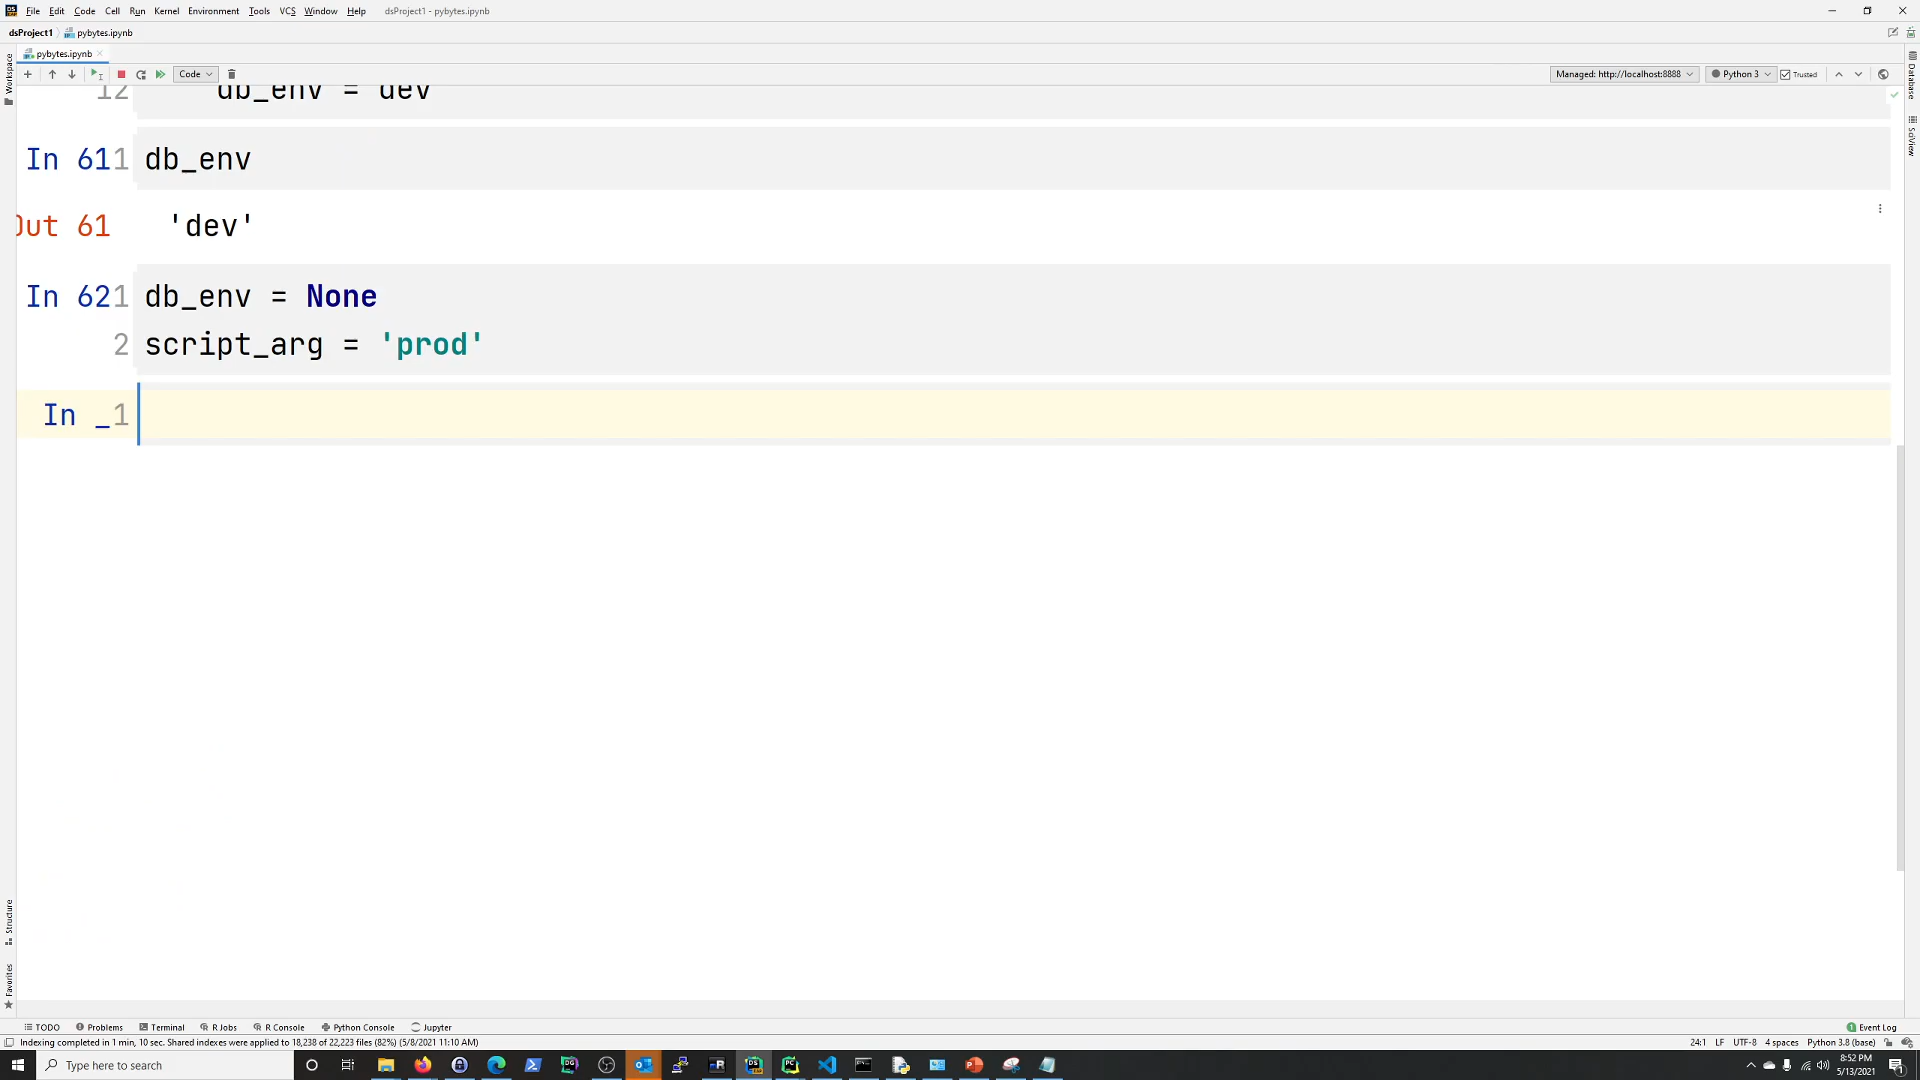 File Edit Code Cell Run Kernel Environment Tools VCS Window Help dsProject1 - pybytes.ipynb
dsProject1 pybytes.ipynb
pybytes.ipynb
Code Managed: http://localhost:8888 Python 3 Trusted
12 db_env = dev
In 61 1 db_env
Out 61 'dev'
In 62 1 db_env = None
2 script_arg = 'prod'
In _ 1
Workspace
Structure
Favorites
Database
SciView
TODO Problems Terminal R Jobs R Console Python Console Jupyter Event Log
Indexing completed in 1 min, 10 sec. Shared indexes were applied to 18,238 of 22,223 files (82%) (5/8/2021 11:10 AM) 24:1 LF UTF-8 4 spaces Python 3.8 (base)
Type here to search
8:52 PM
5/13/2021